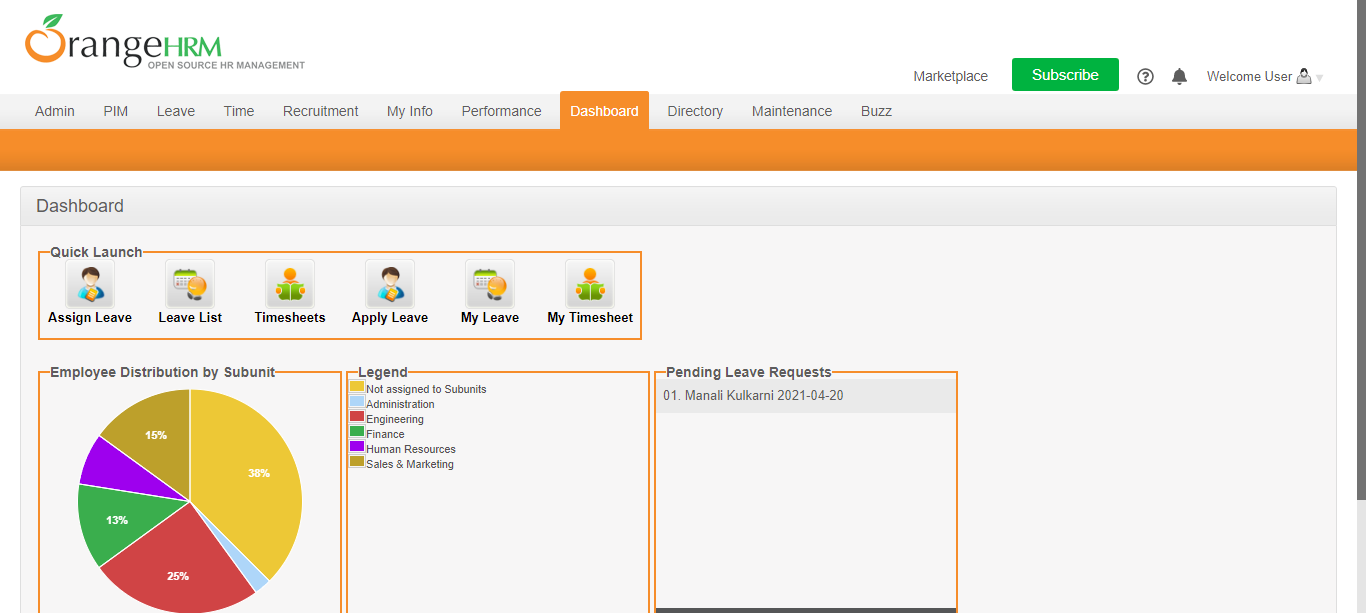 OrangeHRM
OPEN SOURCE HR MANAGEMENT
Marketplace
Subscribe
?
Welcome User
Admin PIM Leave Time Recruitment My Info Performance Dashboard Directory Maintenance Buzz
Dashboard
Quick Launch
Assign Leave Leave List Timesheets Apply Leave My Leave My Timesheet
Employee Distribution by Subunit
15%
38%
13%
25%
Legend
Not assigned to Subunits
Administration
Engineering
Finance
Human Resources
Sales & Marketing
Pending Leave Requests
01. Manali Kulkarni 2021-04-20